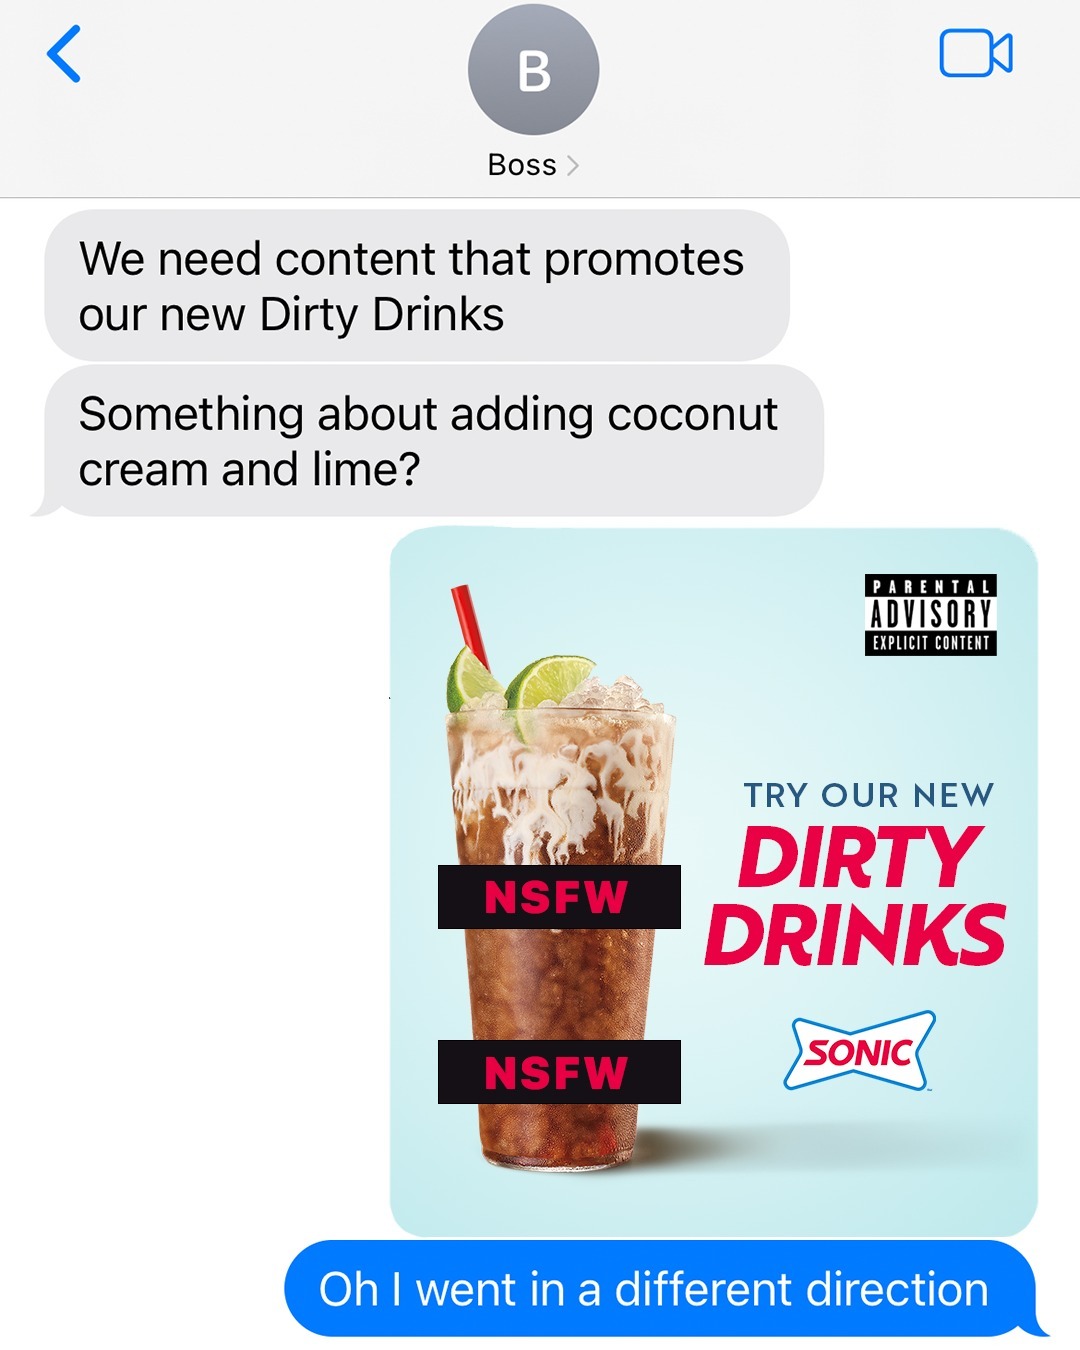 B
Boss
We need content that promotes
our new Dirty Drinks
Something about adding coconut
cream and lime?
PARENTAL
ADVISORY
EXPLICIT CONTENT
TRY OUR NEW
DIRTY
DRINKS
NSFW
NSFW
SONIC
Oh I went in a different direction